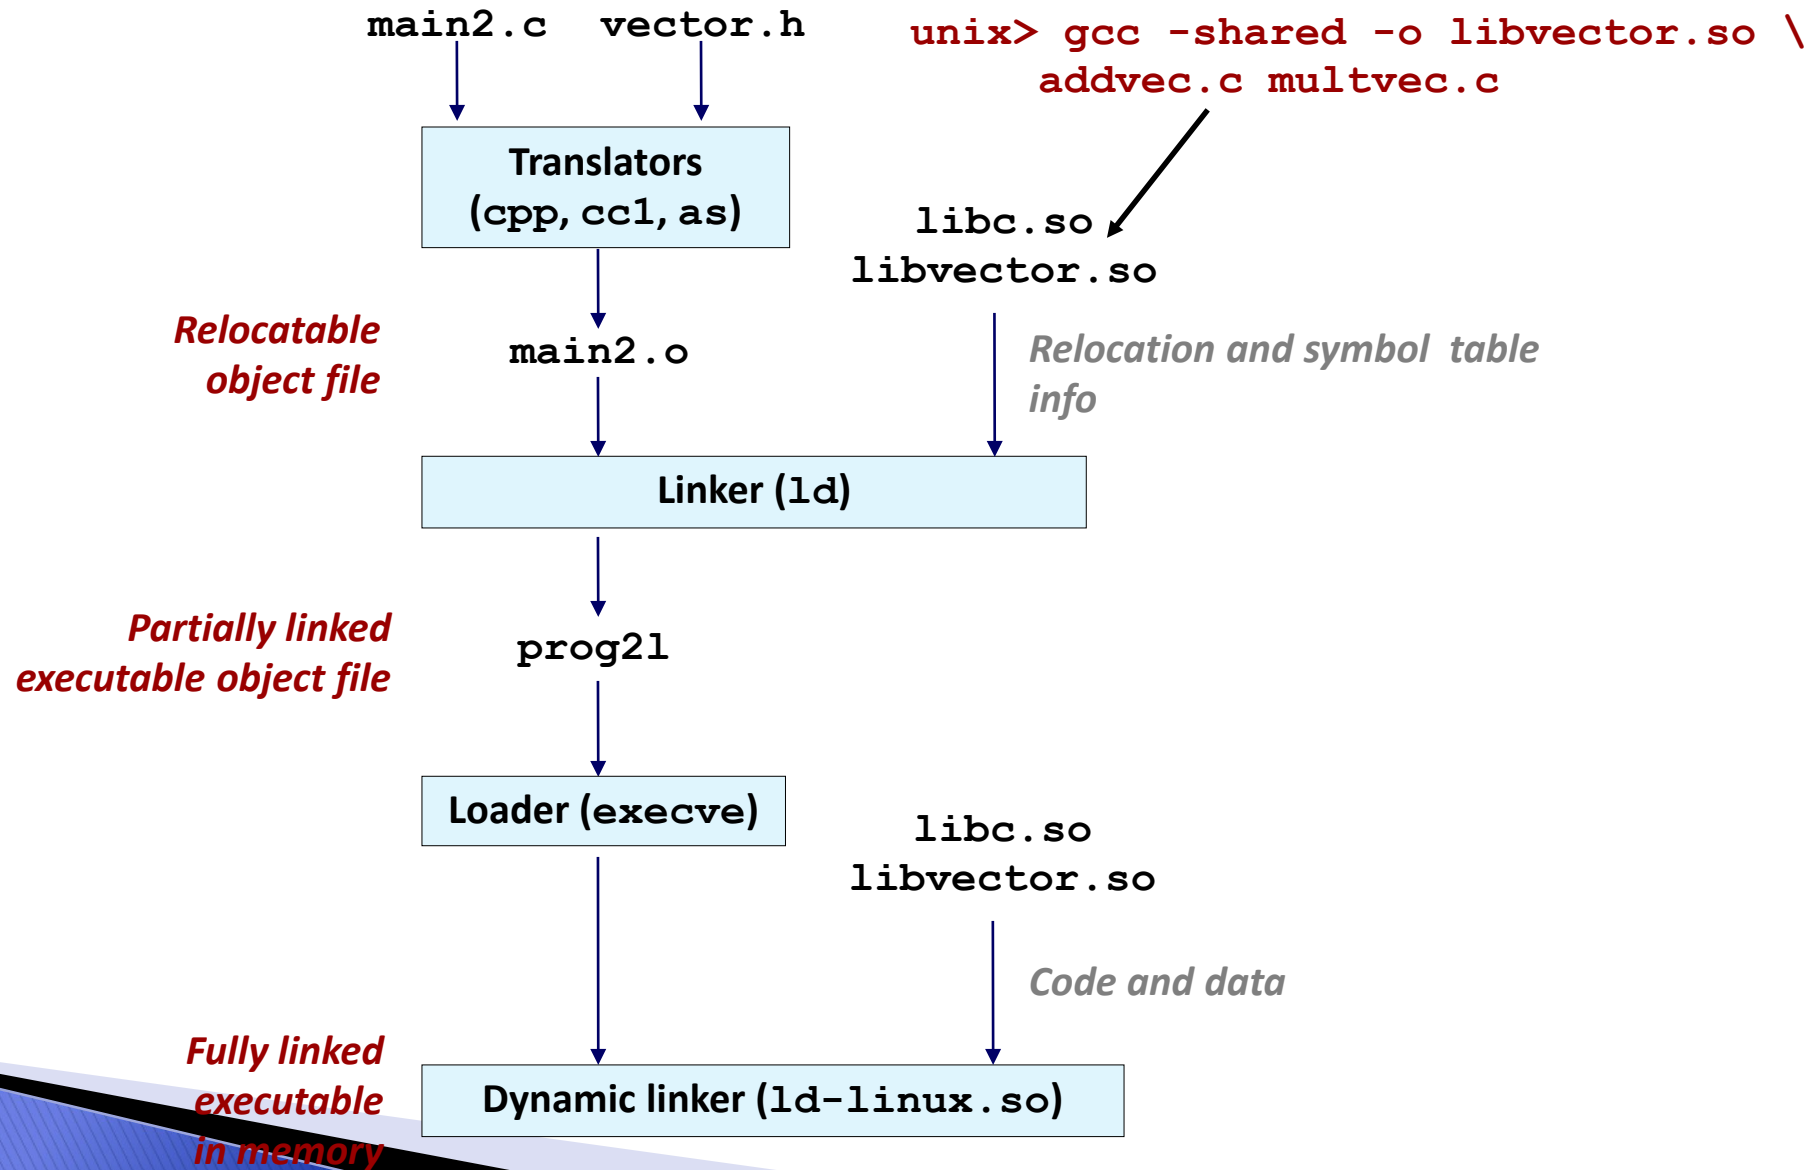 main2.c vector.h
unix> gcc -shared -o libvector.so \
addvec.c multvec.c
Translators
(cpp, cc1, as)
libc.so
libvector.so
Relocatable
object file
main2.o
Relocation and symbol table
info
Linker (ld)
Partially linked
executable object file
prog2l
Loader (execve)
libc.so
libvector.so
Code and data
Fully linked
executable
in memory
Dynamic linker (ld-linux.so)